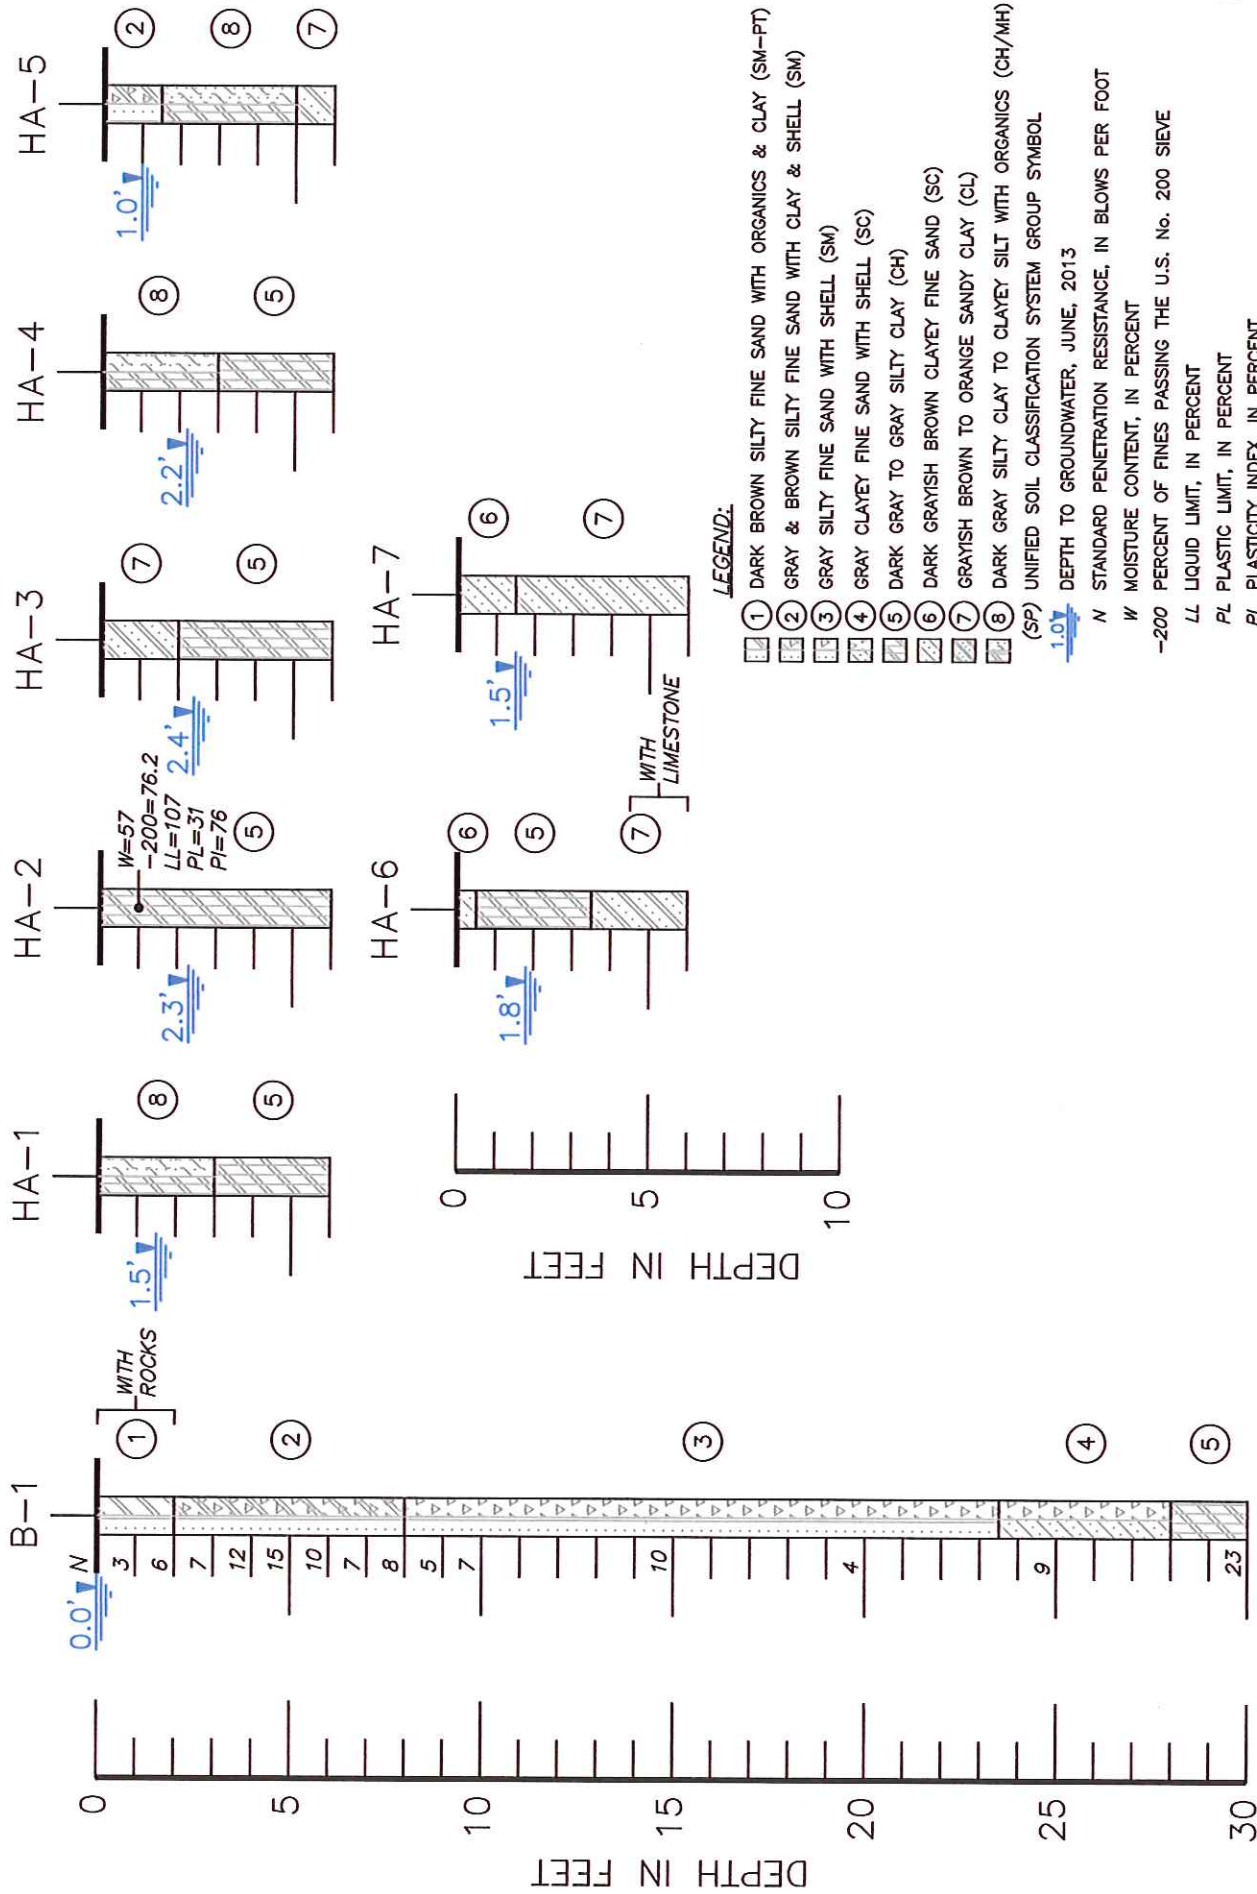 B-1
HA-1
HA-2
HA-3
HA-4
HA-5
0.0'
N
3
6
7
12
15
10
7
8
5
7
10
4
9
23
1
WITH
ROCKS
2
3
4
5
1.5'
8
5
2.3'
W=57
-200=76.2
LL=107
PL=31
PI=76
5
2.4'
7
5
2.2'
8
5
1.0'
2
8
7
HA-6
HA-7
1.8'
6
5
7
WITH
LIMESTONE
1.5'
6
7
0
5
10
DEPTH IN FEET
0
5
10
15
20
25
30
DEPTH IN FEET
LEGEND:
1 DARK BROWN SILTY FINE SAND WITH ORGANICS & CLAY (SM-PT)
2 GRAY & BROWN SILTY FINE SAND WITH CLAY & SHELL (SM)
3 GRAY SILTY FINE SAND WITH SHELL (SM)
4 GRAY CLAYEY FINE SAND WITH SHELL (SC)
5 DARK GRAY TO GRAY SILTY CLAY (CH)
6 DARK GRAYISH BROWN CLAYEY FINE SAND (SC)
7 GRAYISH BROWN TO ORANGE SANDY CLAY (CL)
8 DARK GRAY SILTY CLAY TO CLAYEY SILT WITH ORGANICS (CH/MH)
(SP) UNIFIED SOIL CLASSIFICATION SYSTEM GROUP SYMBOL
1.0' DEPTH TO GROUNDWATER, JUNE, 2013
N STANDARD PENETRATION RESISTANCE, IN BLOWS PER FOOT
W MOISTURE CONTENT, IN PERCENT
-200 PERCENT OF FINES PASSING THE U.S. No. 200 SIEVE
LL LIQUID LIMIT, IN PERCENT
PL PLASTIC LIMIT, IN PERCENT
PI PLASTICITY INDEX, IN PERCENT